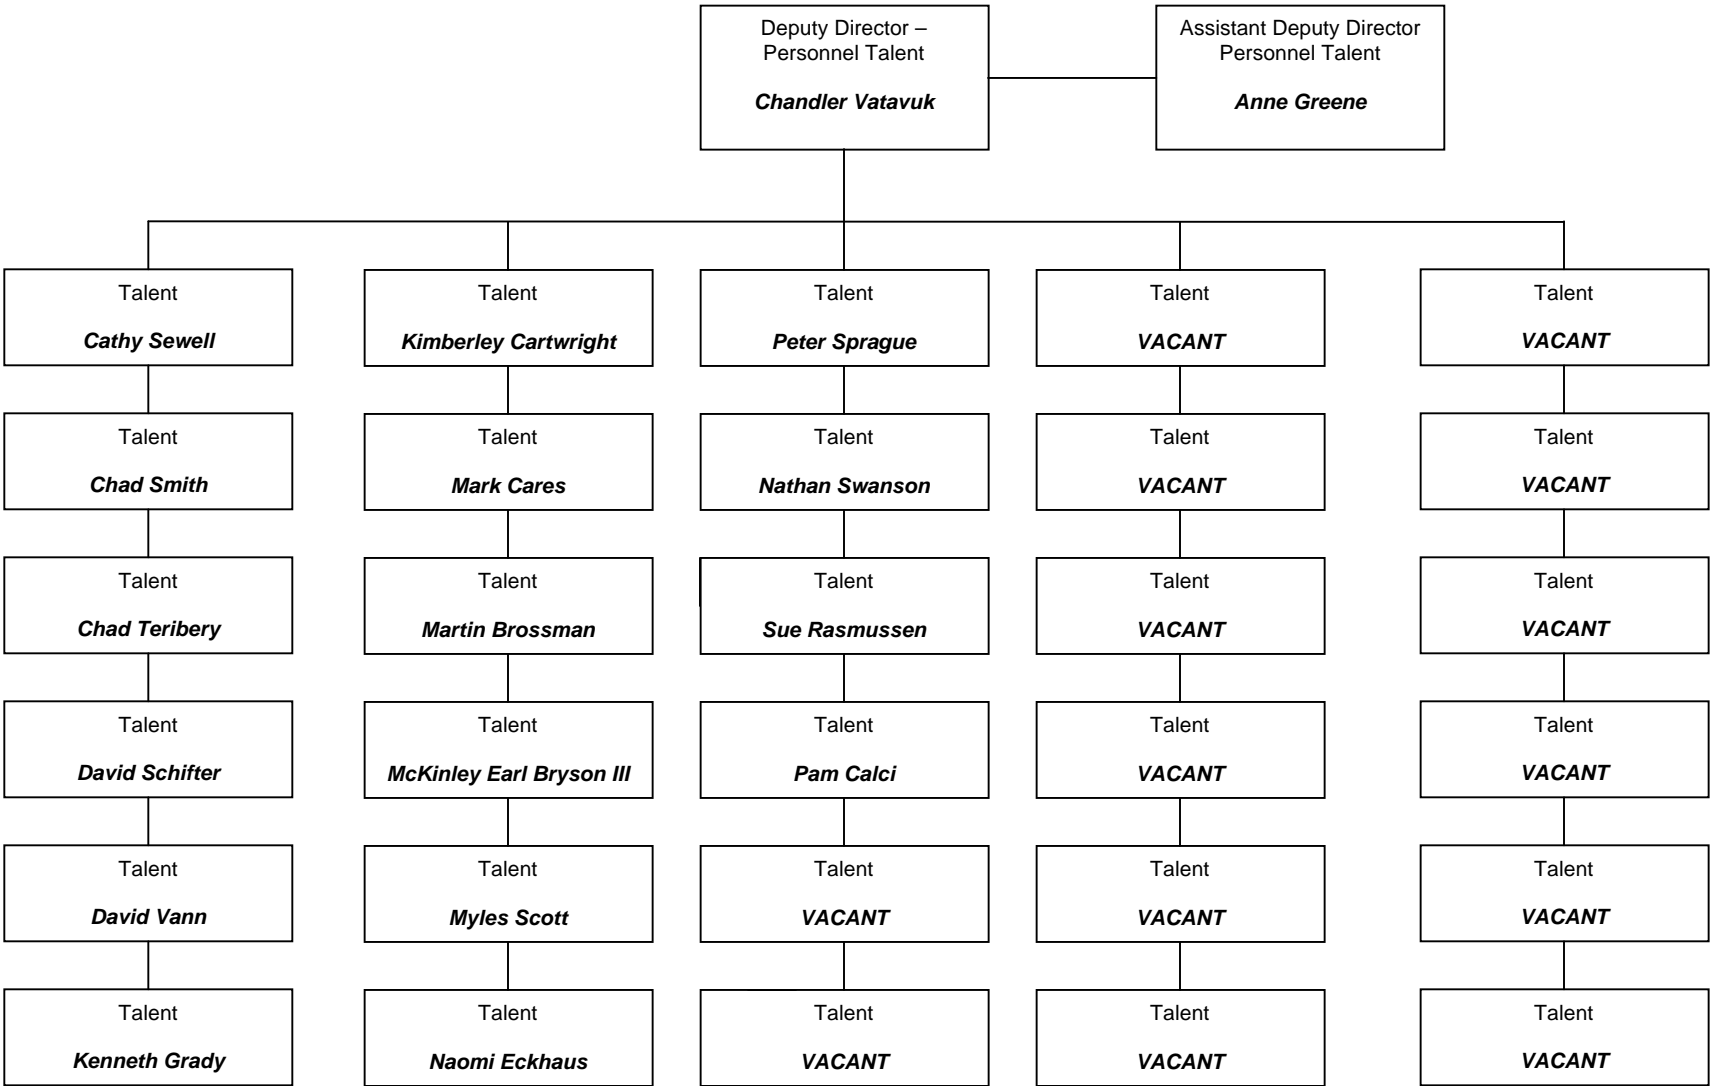 Deputy Director –
Personnel Talent
Chandler Vatavuk
Assistant Deputy Director
Personnel Talent
Anne Greene
Talent
Cathy Sewell
Talent
Kimberley Cartwright
Talent
Peter Sprague
Talent
VACANT
Talent
VACANT
Talent
Chad Smith
Talent
Mark Cares
Talent
Nathan Swanson
Talent
VACANT
Talent
VACANT
Talent
Chad Teribery
Talent
Martin Brossman
Talent
Sue Rasmussen
Talent
VACANT
Talent
VACANT
Talent
David Schifter
Talent
McKinley Earl Bryson III
Talent
Pam Calci
Talent
VACANT
Talent
VACANT
Talent
David Vann
Talent
Myles Scott
Talent
VACANT
Talent
VACANT
Talent
VACANT
Talent
Kenneth Grady
Talent
Naomi Eckhaus
Talent
VACANT
Talent
VACANT
Talent
VACANT